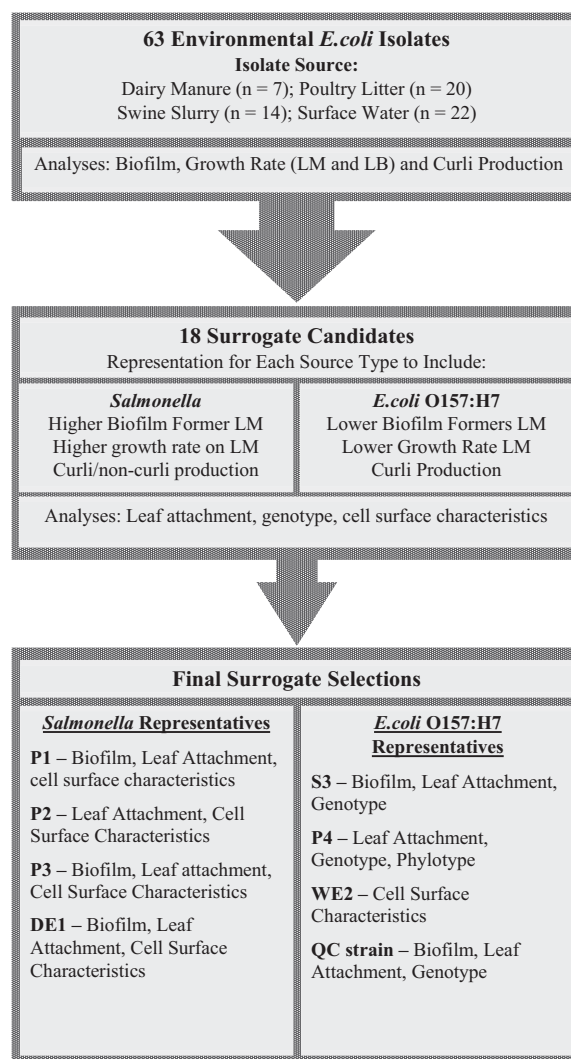 63 Environmental E.coli Isolates
Isolate Source:
Dairy Manure (n = 7); Poultry Litter (n = 20)
Swine Slurry (n = 14); Surface Water (n = 22)
Analyses: Biofilm, Growth Rate (LM and LB) and Curli Production
18 Surrogate Candidates
Representation for Each Source Type to Include:
Salmonella
Higher Biofilm Former LM
Higher growth rate on LM
Curli/non-curli production
E.coli O157:H7
Lower Biofilm Formers LM
Lower Growth Rate LM
Curli Production
Analyses: Leaf attachment, genotype, cell surface characteristics
Final Surrogate Selections
Salmonella Representatives
P1 – Biofilm, Leaf Attachment,
cell surface characteristics
P2 – Leaf Attachment, Cell
Surface Characteristics
P3 – Biofilm, Leaf attachment,
Cell Surface Characteristics
DE1 – Biofilm, Leaf
Attachment, Cell Surface
Characteristics
E.coli O157:H7
Representatives
S3 – Biofilm, Leaf Attachment,
Genotype
P4 – Leaf Attachment,
Genotype, Phylotype
WE2 – Cell Surface
Characteristics
QC strain – Biofilm, Leaf
Attachment, Genotype